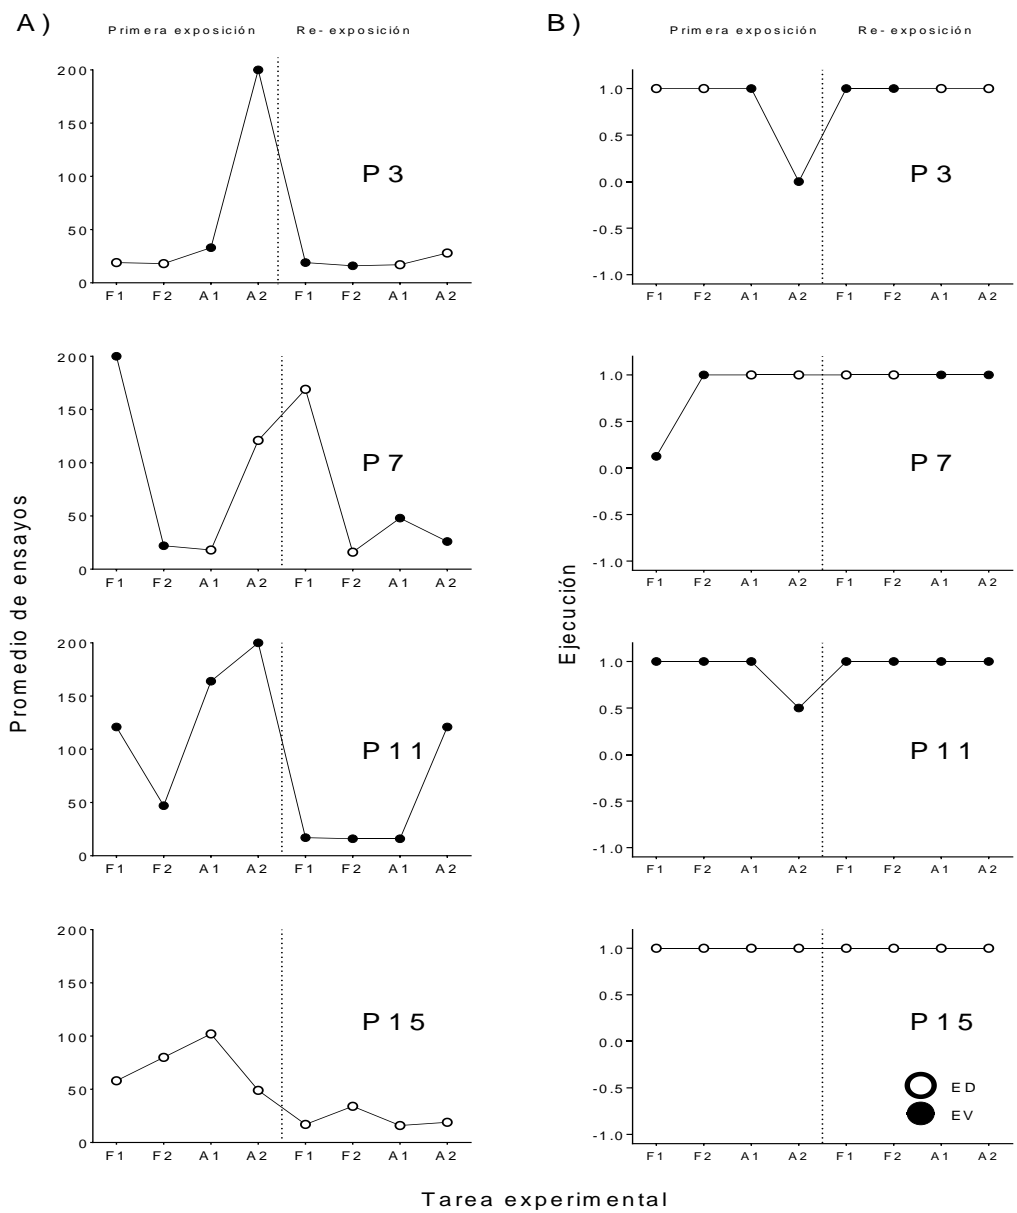 A)
Primera exposición Re- exposición
200
150
100
50
0
P 3
F1 F2 A1 A2 F1 F2 A1 A2
200
150
100
50
0
P 7
F1 F2 A1 A2 F1 F2 A1 A2
200
150
100
50
0
P 11
F1 F2 A1 A2 F1 F2 A1 A2
200
150
100
50
0
P 15
F1 F2 A1 A2 F1 F2 A1 A2
Promedio de ensayos
B)
Primera exposición Re- exposición
1.0
0.5
0.0
-0.5
-1.0
P 3
F1 F2 A1 A2 F1 F2 A1 A2
1.0
0.5
0.0
-0.5
-1.0
P 7
F1 F2 A1 A2 F1 F2 A1 A2
1.0
0.5
0.0
-0.5
-1.0
P 11
F1 F2 A1 A2 F1 F2 A1 A2
1.0
0.5
0.0
-0.5
-1.0
P 15
ED
EV
F1 F2 A1 A2 F1 F2 A1 A2
Ejecución
Tarea experimental